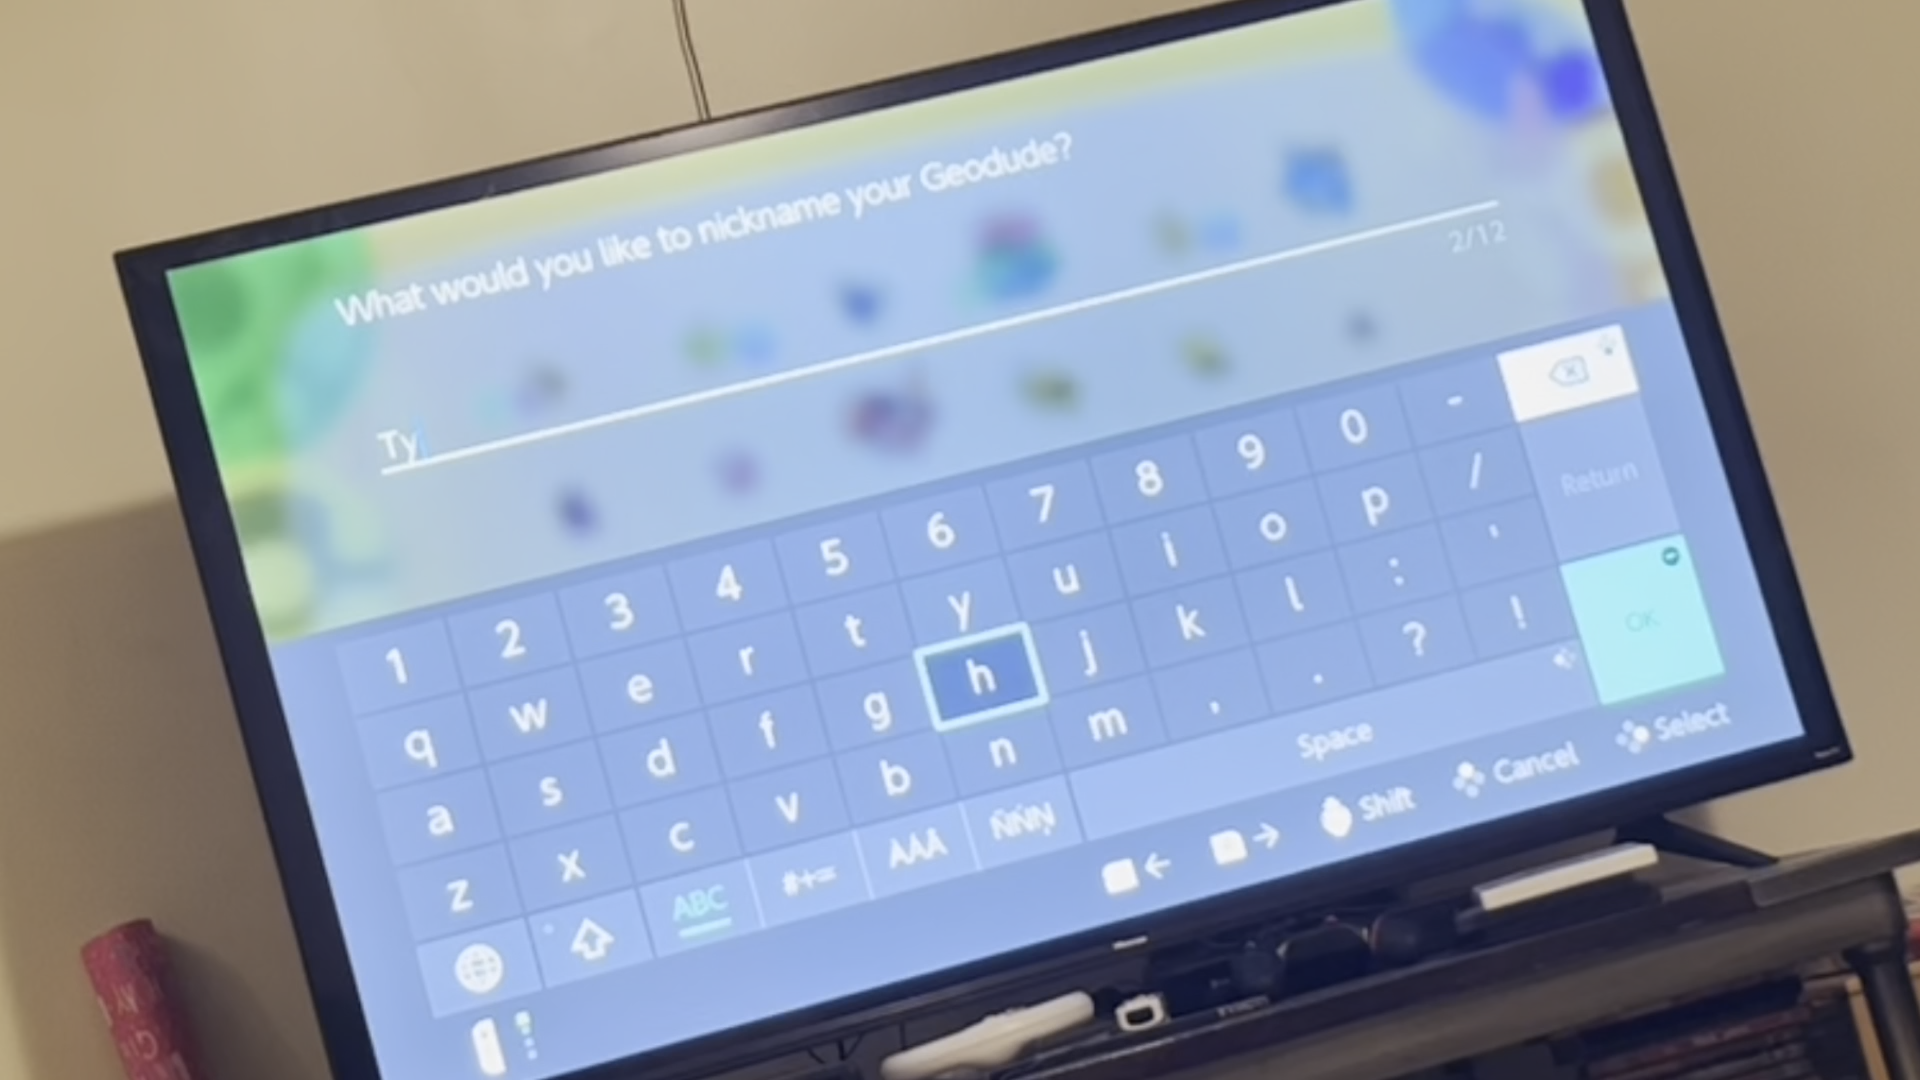 What would you like to nickname your Geodude?
Ty
2/12
1 2 3 4 5 6 7 8 9 0 -
q w e r t y u i o p /
Return
a s d f g h j k l : '
z x c v b n m , . ? !
OK
ABC #+= ÀÁÂ ÑŃŅ Space
Shift Cancel Select